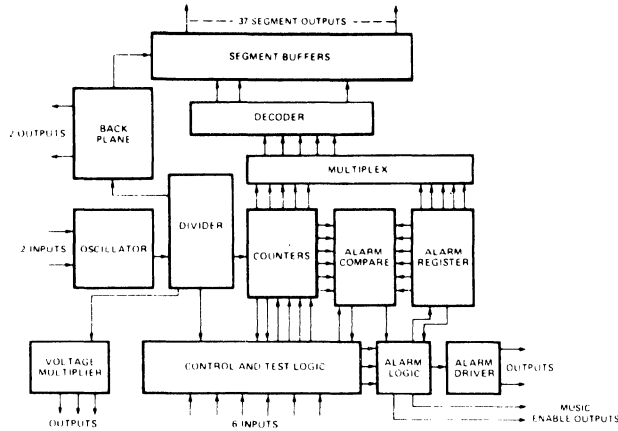 37 SEGMENT OUTPUTS
SEGMENT BUFFERS
BACK
PLANE
2 OUTPUTS
DECODER
MULTIPLEX
2 INPUTS
OSCILLATOR
DIVIDER
COUNTERS
ALARM
COMPARE
ALARM
REGISTER
VOLTAGE
MULTIPLIER
CONTROL AND TEST LOGIC
ALARM
LOGIC
ALARM
DRIVER
OUTPUTS
OUTPUTS
6 INPUTS
MUSIC
ENABLE OUTPUTS